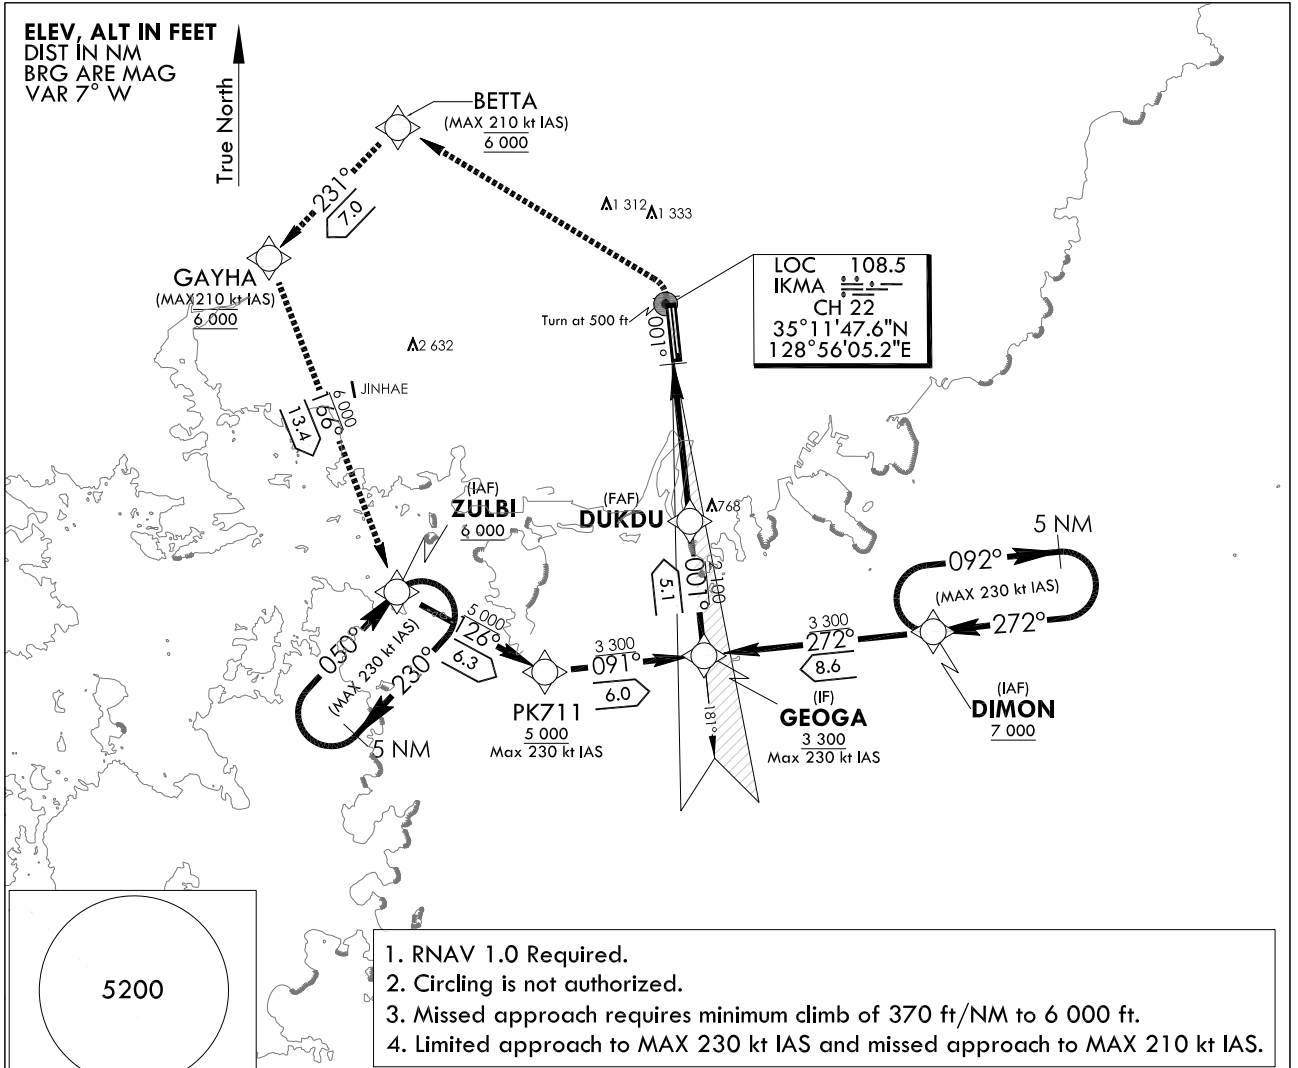 ELEV, ALT IN FEET
DIST IN NM
BRG ARE MAG
VAR 7° W
True North
BETTA
(MAX 210 kt IAS)
6 000
231°
7.0
1 312
1 333
GAYHA
(MAX210 kt IAS)
6 000
LOC 108.5
IKMA
CH 22
35°11'47.6"N
128°56'05.2"E
Turn at 500 ft
001°
2 632
JINHAE
6 000
166°
13.4
(IAF)
ZULBI
6 000
(FAF)
DUKDU
768
5 NM
092°
(MAX 230 kt IAS)
272°
2 100
001°
5.1
050°
(MAX 230 kt IAS)
230°
5 NM
5 000
126°
6.3
3 300
091°
6.0
3 300
272°
8.6
PK711
5 000
Max 230 kt IAS
181°
(IF)
GEOGA
3 300
Max 230 kt IAS
(IAF)
DIMON
7 000
5200
1. RNAV 1.0 Required.
2. Circling is not authorized.
3. Missed approach requires minimum climb of 370 ft/NM to 6 000 ft.
4. Limited approach to MAX 230 kt IAS and missed approach to MAX 210 kt IAS.